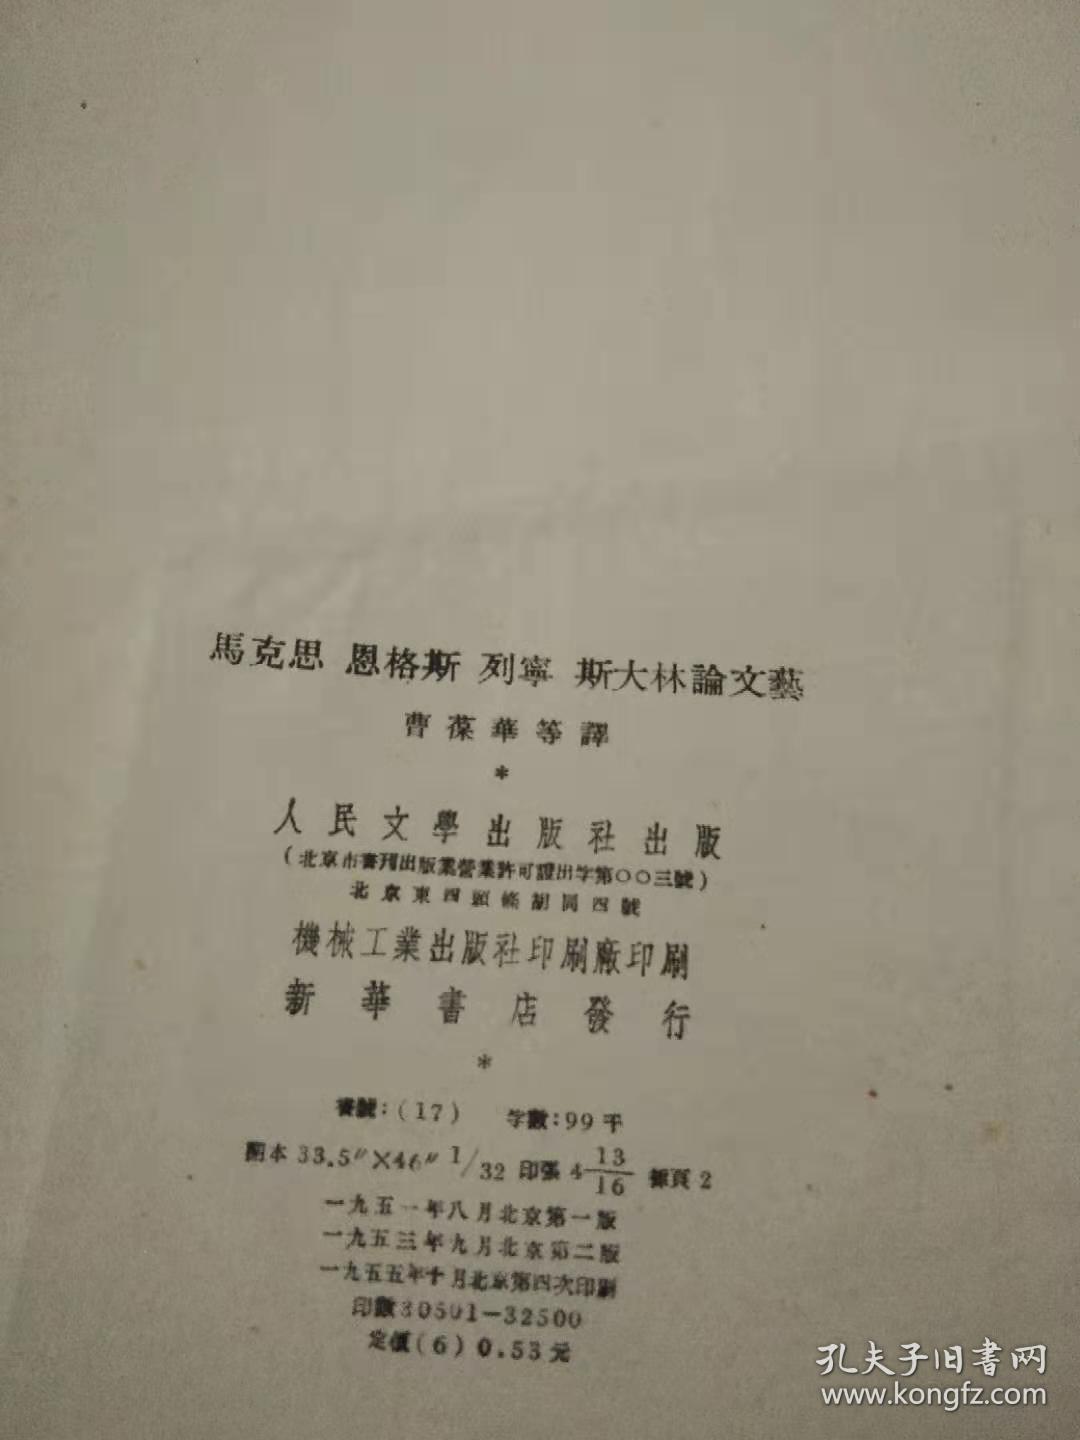 馬克思 恩格斯 列寧 斯大林論文藝
曹葆華等譯
*
人民文學出版社出版
(北京市書刊出版業營業許可證出字第〇〇三號)
北京東四頭條胡同四號
機械工業出版社印刷廠印刷
新華書店發行
*
書號:(17) 字數:99千
開本 33.5″×46″ 1/32 印張 4 13/16 插頁 2
一九五一年八月北京第一版
一九五三年九月北京第二版
一九五五年十月北京第四次印刷
印數30501—32500
定價(6)0.53元
孔夫子旧書网
www.kongfz.com